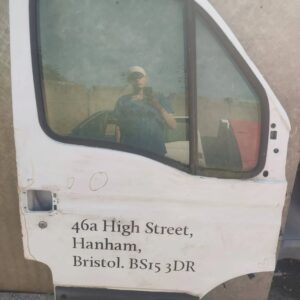 46a High Street,
Hanham,
Bristol. BS15 3DR